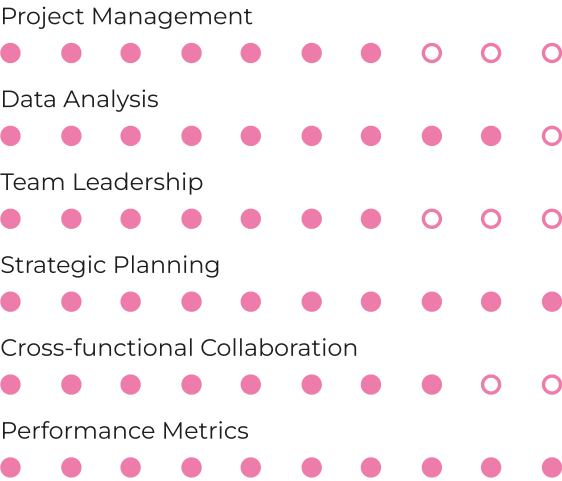 Project Management
Data Analysis
Team Leadership
Strategic Planning
Cross-functional Collaboration
Performance Metrics